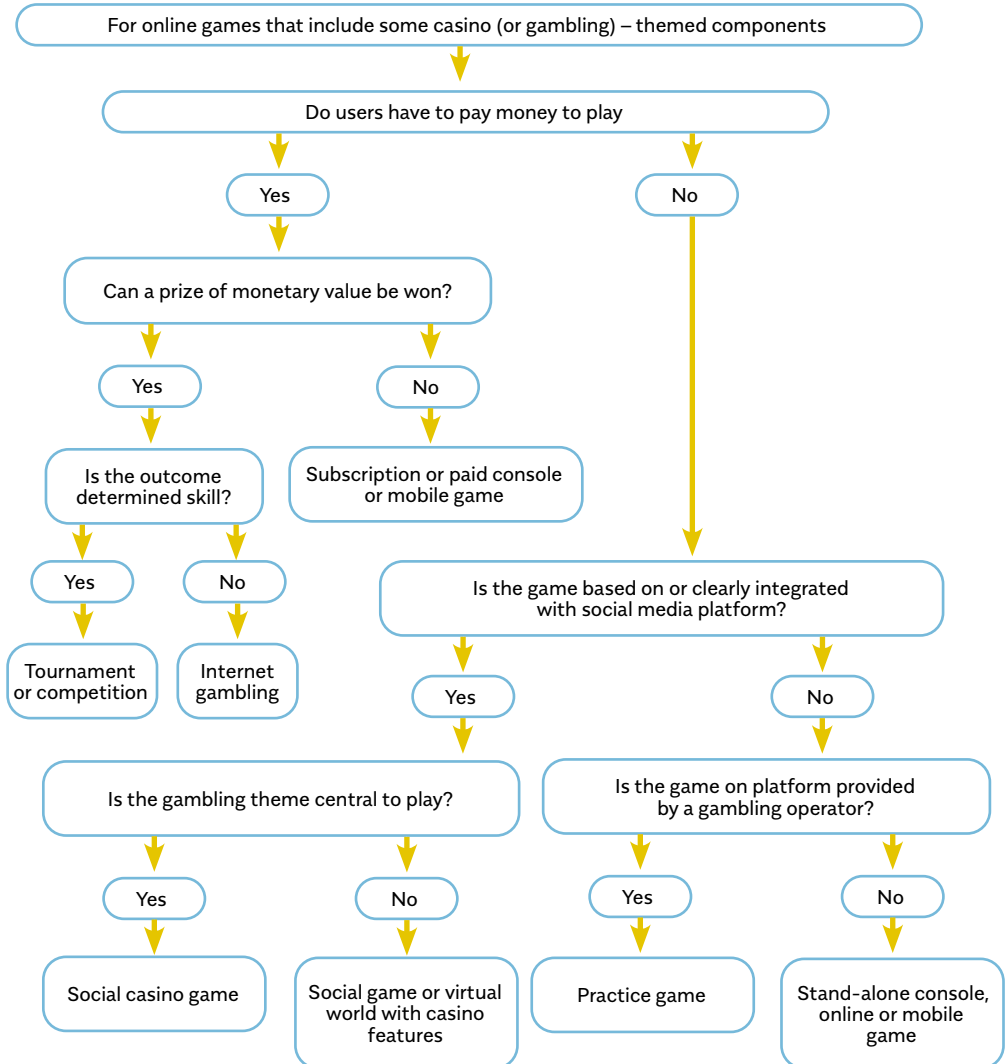 For online games that include some casino (or gambling) – themed components
Do users have to pay money to play
Yes
No
Can a prize of monetary value be won?
Yes
No
Is the outcome
determined skill?
Subscription or paid console
or mobile game
Yes
No
Is the game based on or clearly integrated
with social media platform?
Tournament
or competition
Internet
gambling
Yes
No
Is the gambling theme central to play?
Is the game on platform provided
by a gambling operator?
Yes
No
Yes
No
Social casino game
Social game or virtual
world with casino
features
Practice game
Stand-alone console,
online or mobile
game